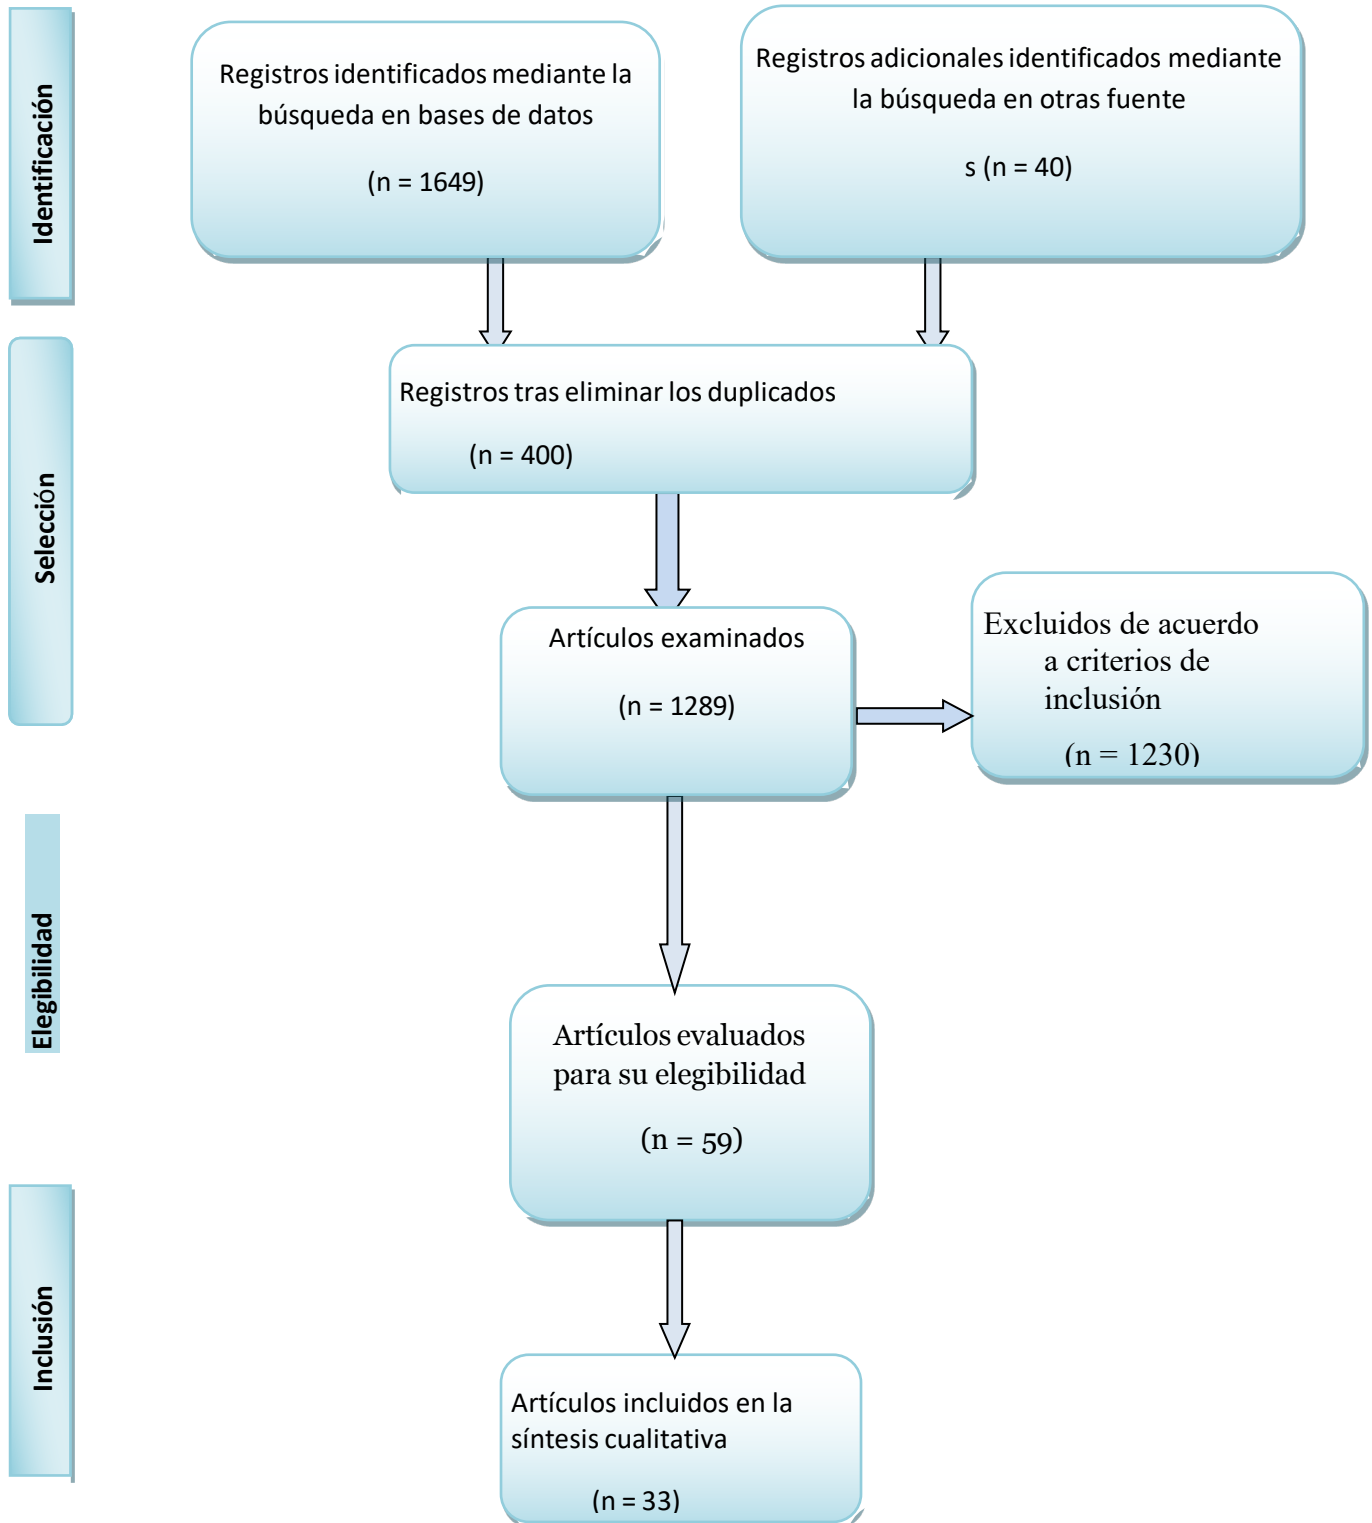 Identificación
Registros identificados mediante la
búsqueda en bases de datos
(n = 1649)
Registros adicionales identificados mediante
la búsqueda en otras fuente
s (n = 40)
Selección
Registros tras eliminar los duplicados
(n = 400)
Artículos examinados
(n = 1289)
Excluidos de acuerdo
a criterios de
inclusión
(n = 1230)
Elegibilidad
Artículos evaluados
para su elegibilidad
(n = 59)
Inclusión
Artículos incluidos en la
síntesis cualitativa
(n = 33)